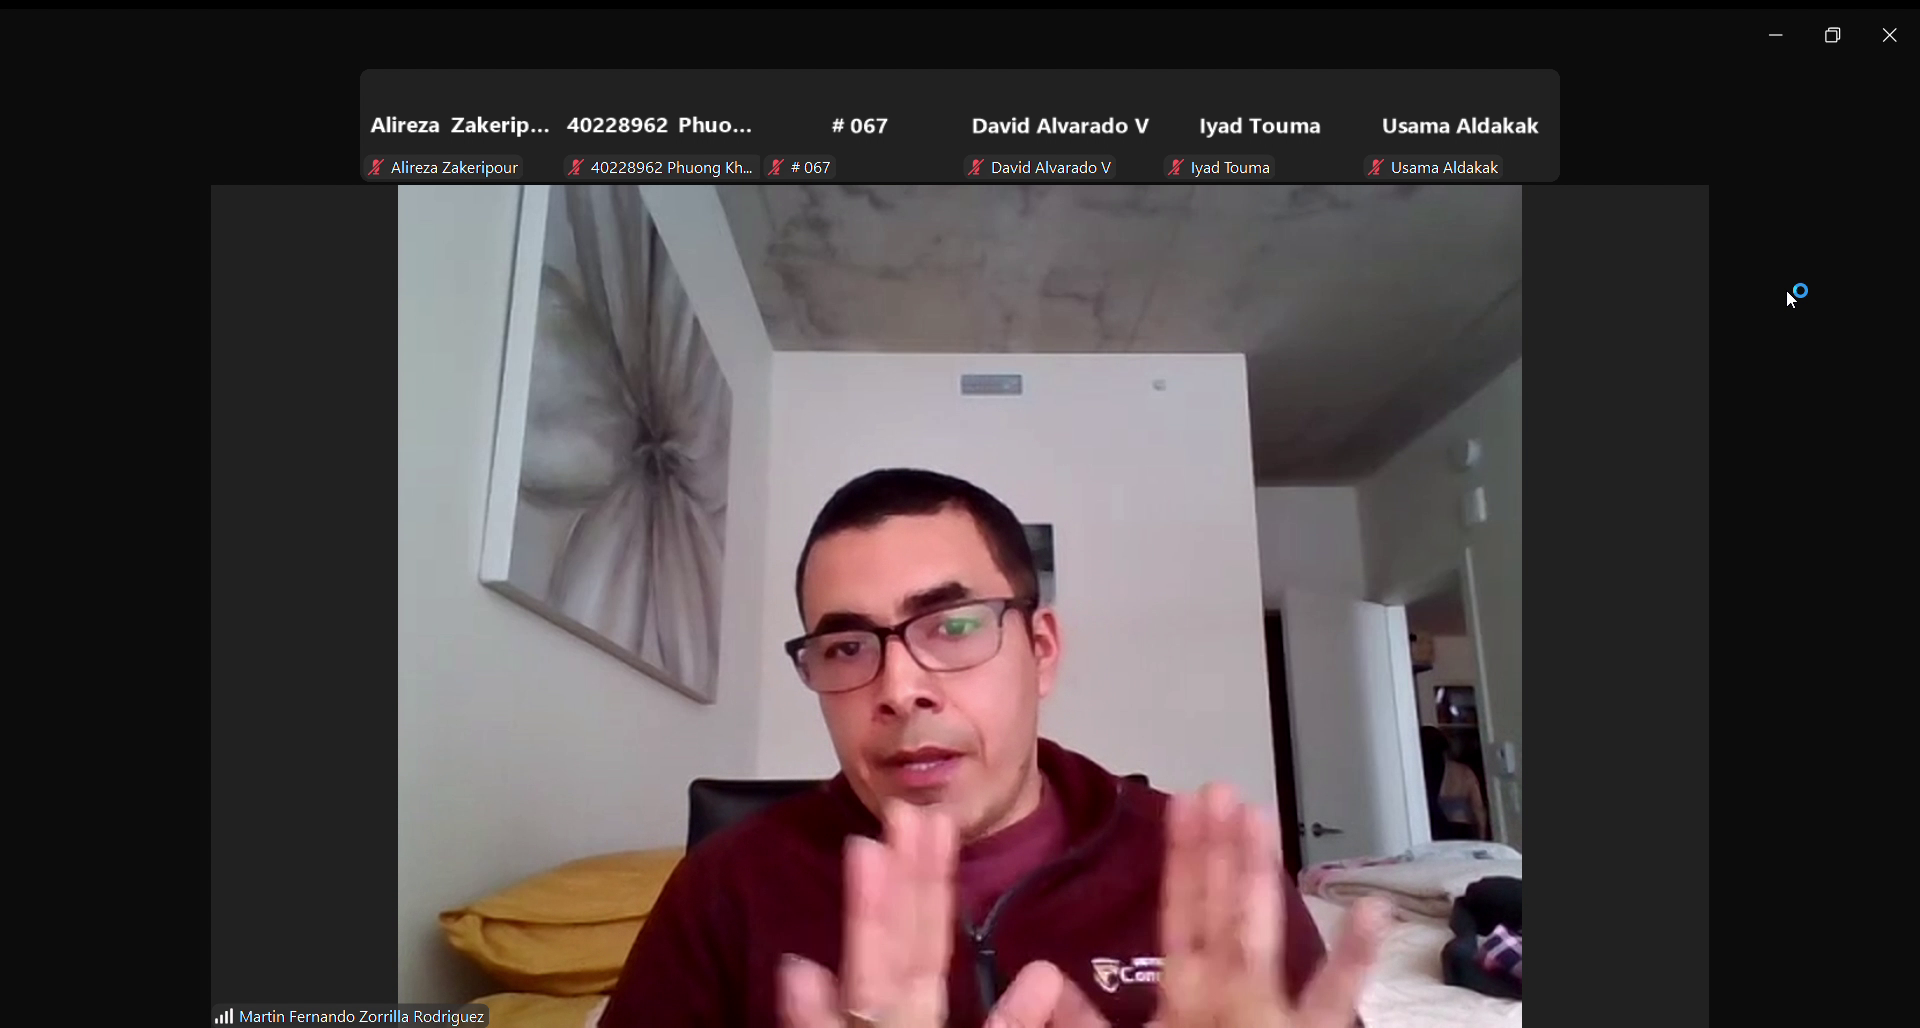 Alireza Zakerip...
40228962 Phuo...
# 067
David Alvarado V
Iyad Touma
Usama Aldakak
Alireza Zakeripour
40228962 Phuong Kh...
# 067
David Alvarado V
Iyad Touma
Usama Aldakak
Martin Fernando Zorrilla Rodriguez